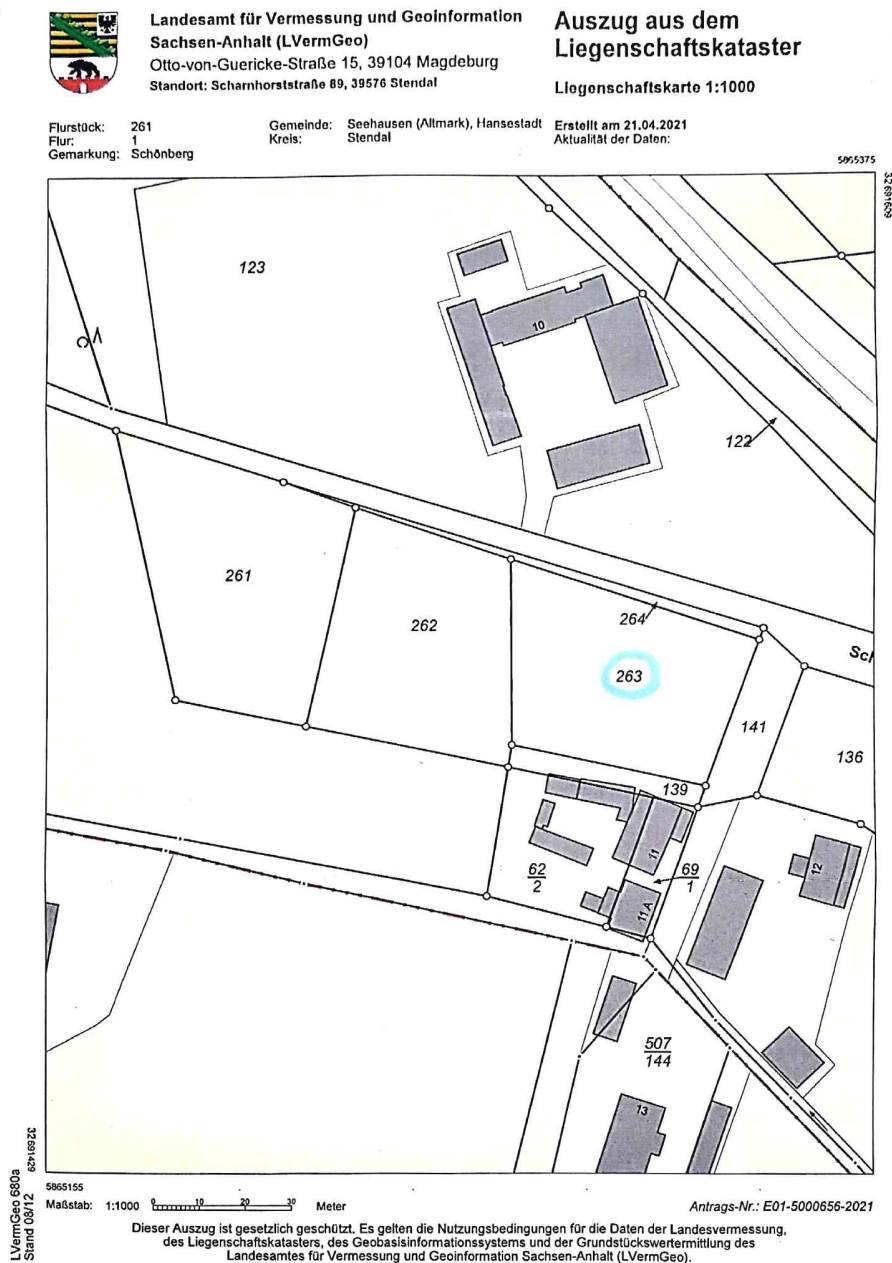 Landesamt für Vermessung und Geoinformation
Sachsen-Anhalt (LVermGeo)
Otto-von-Guericke-Straße 15, 39104 Magdeburg
Standort: Scharnhorststraße 89, 39576 Stendal
Auszug aus dem
Liegenschaftskataster
Liegenschaftskarte 1:1000
Flurstück: 261
Flur: 1
Gemarkung: Schönberg
Gemeinde: Seehausen (Altmark), Hansestadt
Kreis: Stendal
Erstellt am 21.04.2021
Aktualität der Daten:
5865375
32691629
123
10
122
261
262
264
263
Sch
141
136
139
11
62
2
69
1
12
11 A
507
144
13
32691429
5865155
LVermGeo 680a
Stand 08/12
Maßstab: 1:1000 0 10 20 30 Meter
Antrags-Nr.: E01-5000656-2021
Dieser Auszug ist gesetzlich geschützt. Es gelten die Nutzungsbedingungen für die Daten der Landesvermessung,
des Liegenschaftskatasters, des Geobasisinformationssystems und der Grundstückswertermittlung des
Landesamtes für Vermessung und Geoinformation Sachsen-Anhalt (LVermGeo).